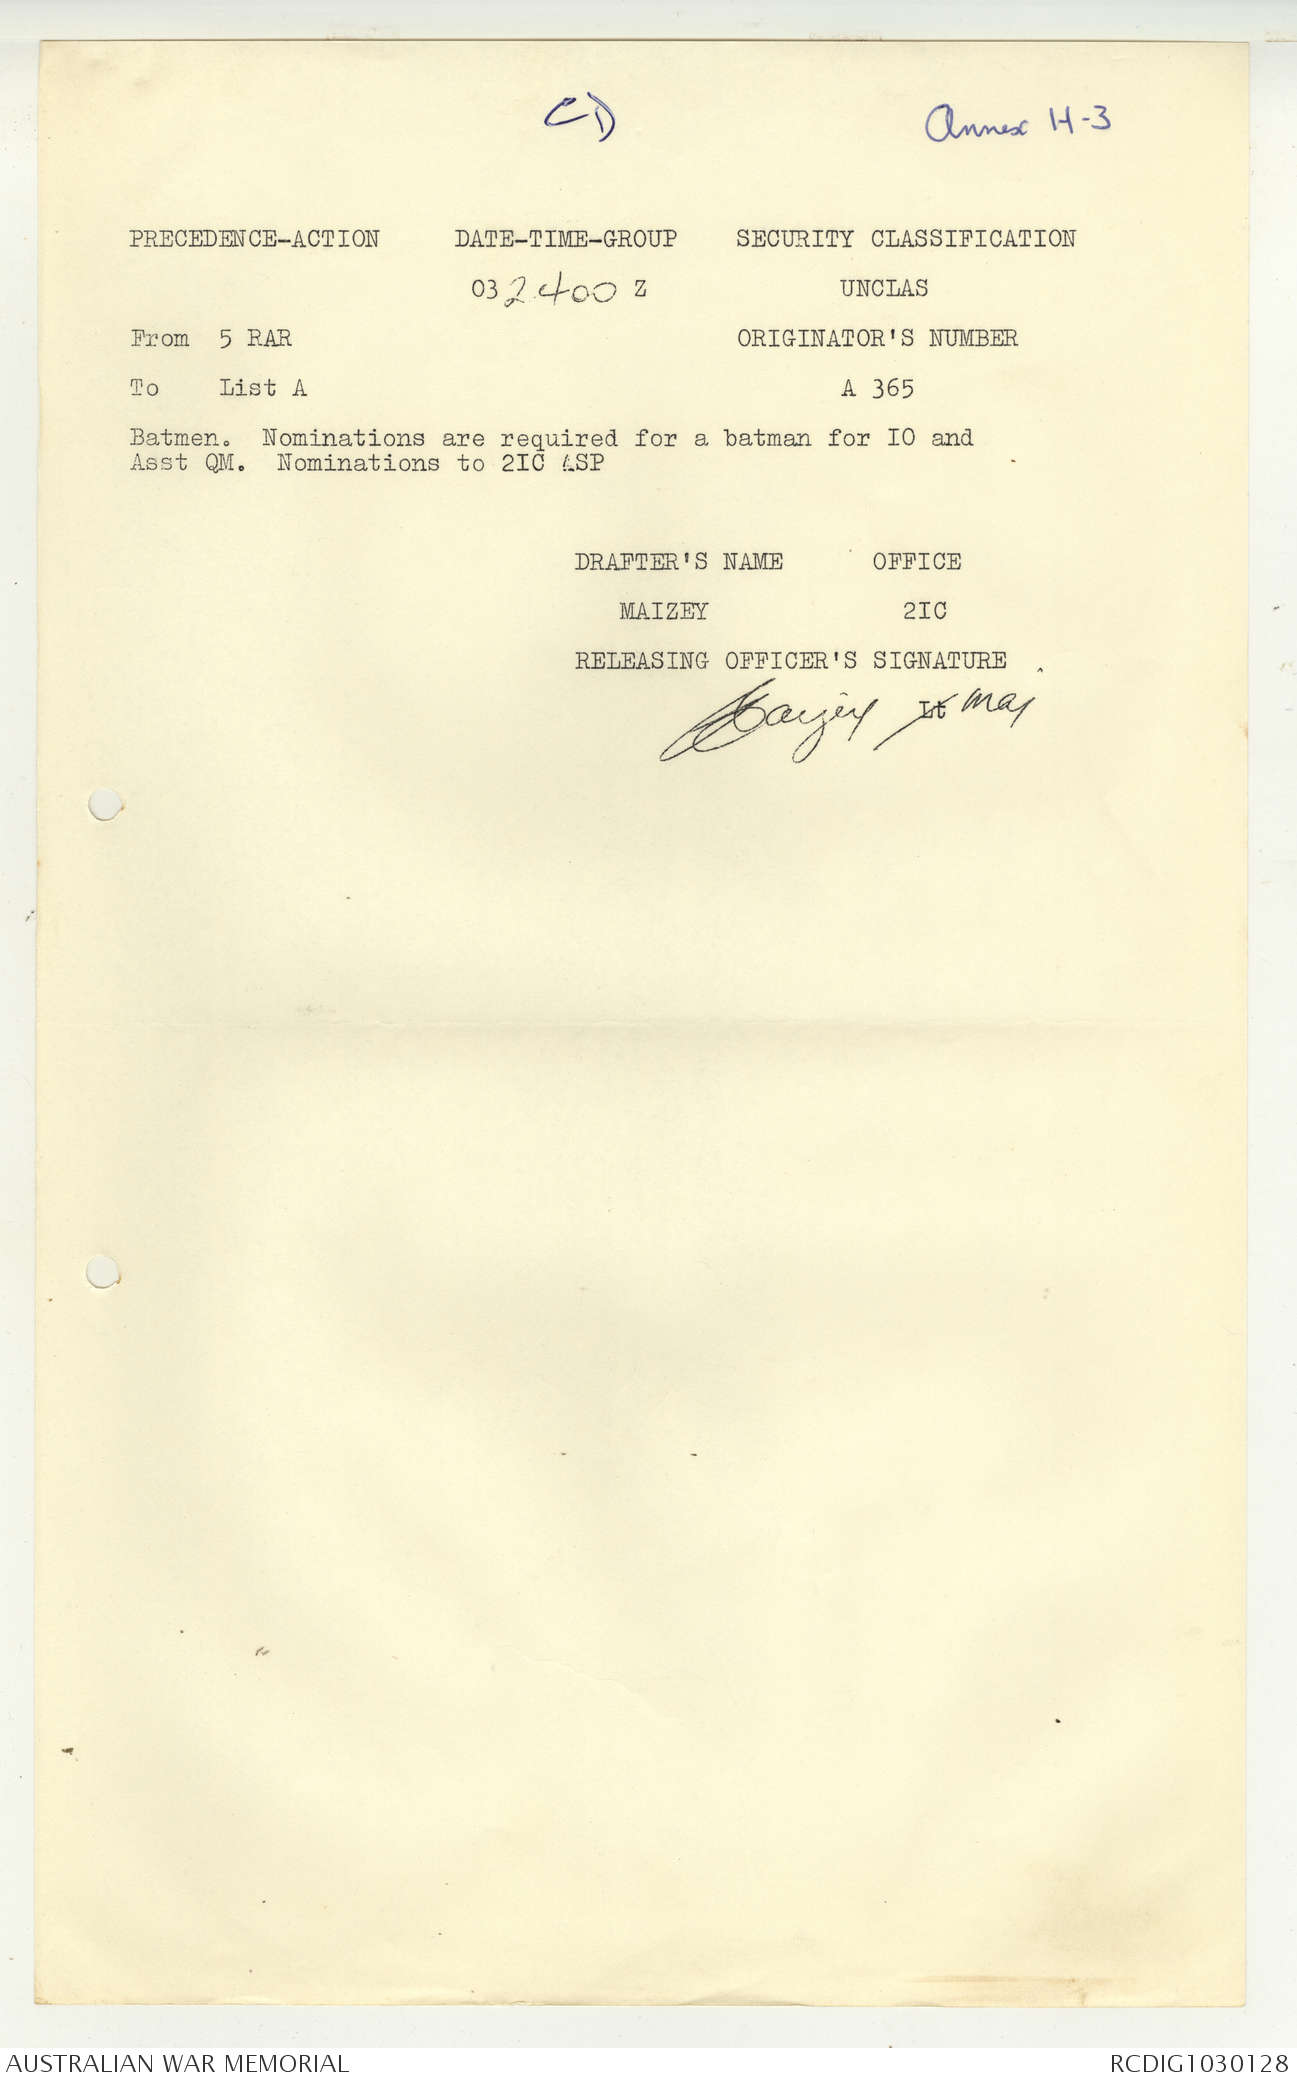 CD Annex H-3
PRECEDENCE-ACTION DATE-TIME-GROUP SECURITY CLASSIFICATION
032400 Z UNCLAS
From 5 RAR ORIGINATOR'S NUMBER
To List A A 365
Batmen. Nominations are required for a batman for IO and
Asst QM. Nominations to 2IC ASP
DRAFTER'S NAME OFFICE
MAIZEY 2IC
RELEASING OFFICER'S SIGNATURE
Maizey Lt Maj
AUSTRALIAN WAR MEMORIAL RCDIG1030128